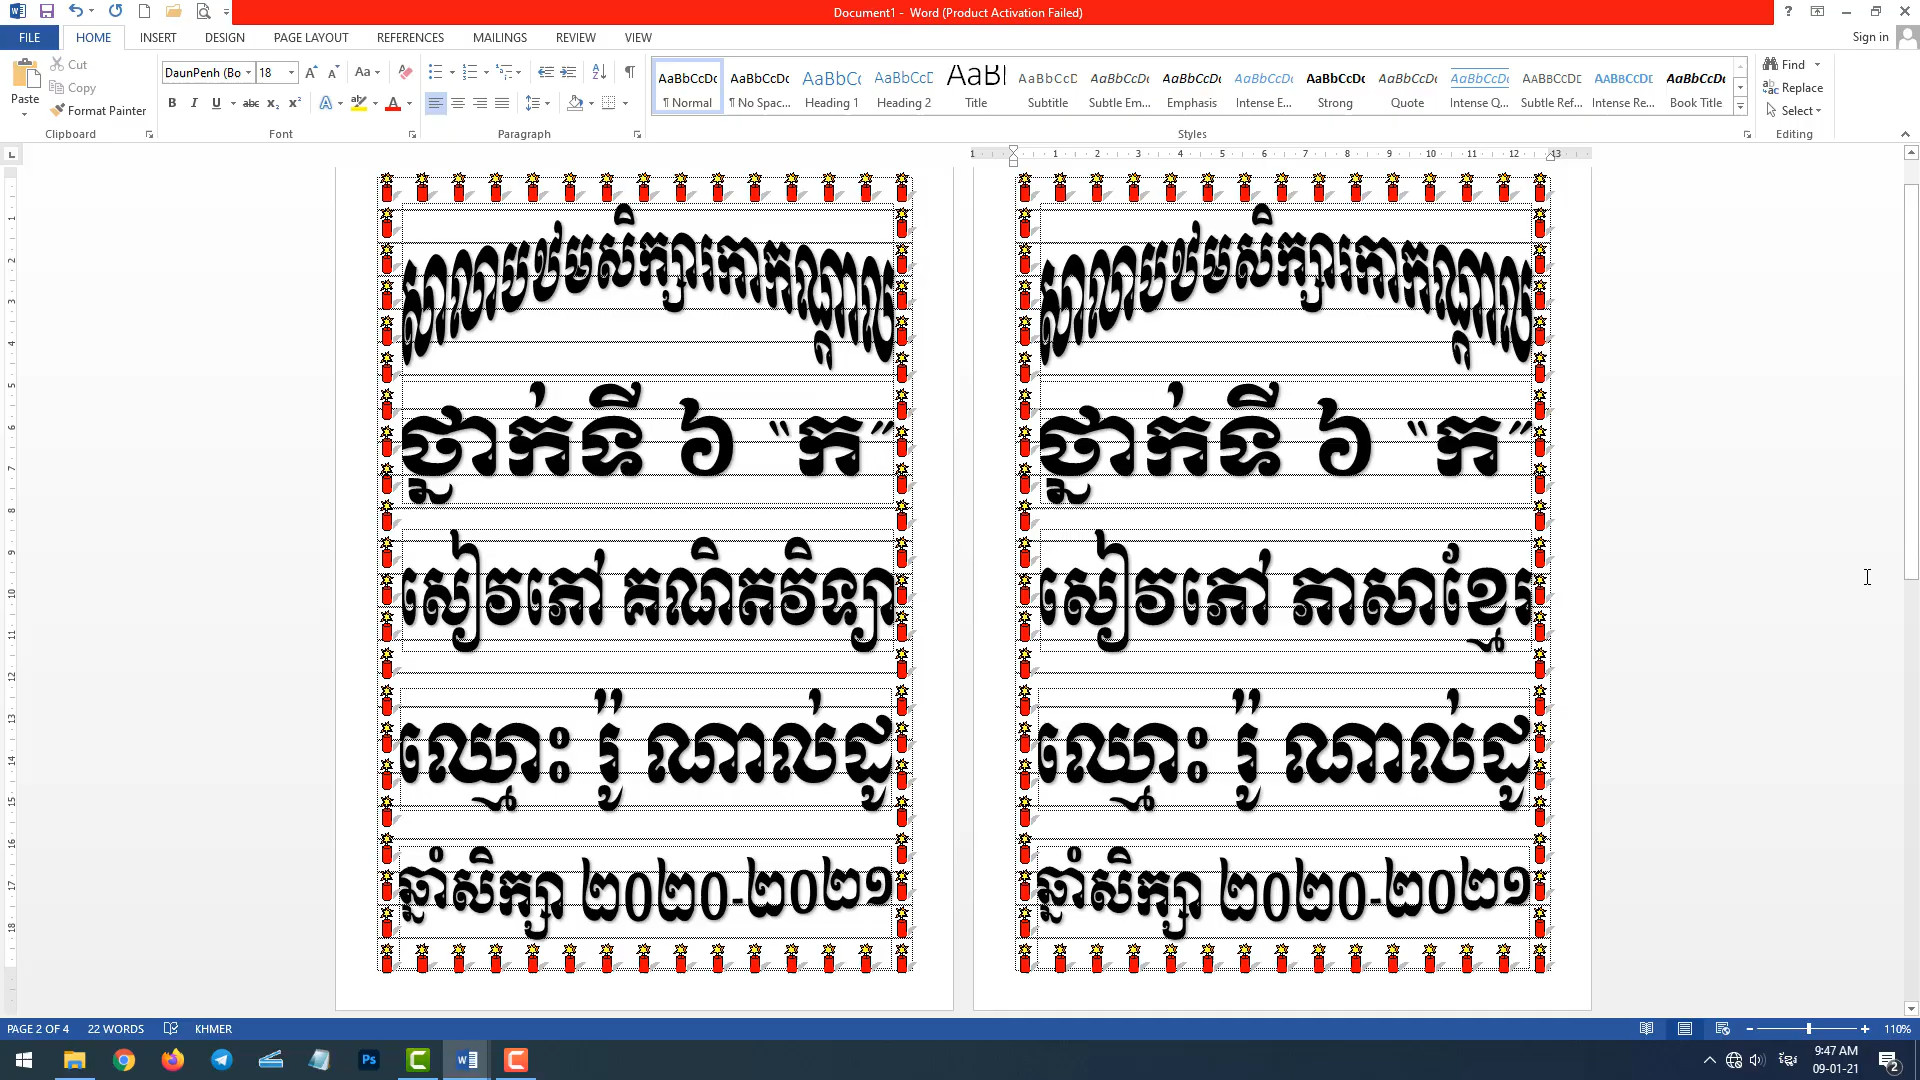 Document1 - Word (Product Activation Failed)
FILE HOME INSERT DESIGN PAGE LAYOUT REFERENCES MAILINGS REVIEW VIEW Sign in
Paste Cut Copy Format Painter Clipboard
DaunPenh (Bo 18 Font
Paragraph
AaBbCcDc AaBbCcDc AaBbCc AaBbCcD AaBl AaBbCcD AaBbCcDc AaBbCcDc AaBbCcDc AaBbCcDc AaBbCcDc AaBbCcDc AABBCCDE AABBCCDE AaBbCcDc
¶ Normal ¶ No Spac... Heading 1 Heading 2 Title Subtitle Subtle Em... Emphasis Intense E... Strong Quote Intense Q... Subtle Ref... Intense Re... Book Title
Styles
Find
Replace
Select
Editing
សាលាបឋមសិក្សាកោកណ្តាល
ថ្នាក់ទី ៦ “ក”
សៀវភៅ គណិតវិទ្យា
ឈ្មោះ រ៉ូ ណាល់ដូ
ឆ្នាំសិក្សា ២០២០-២០២១
សាលាបឋមសិក្សាកោកណ្តាល
ថ្នាក់ទី ៦ “ក”
សៀវភៅ ភាសាខ្មែរ
ឈ្មោះ រ៉ូ ណាល់ដូ
ឆ្នាំសិក្សា ២០២០-២០២១
PAGE 2 OF 4 22 WORDS KHMER 110%
9:47 AM
09-01-21